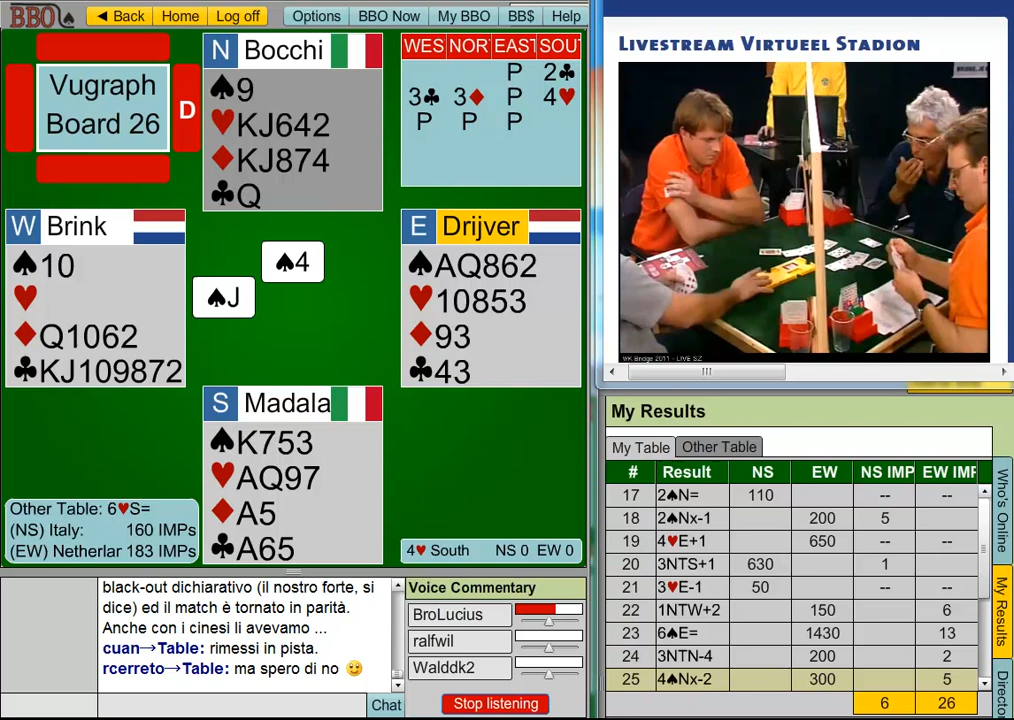 BBO ◄ Back Home Log off Options BBO Now My BBO BB$ Help
Vugraph
Board 26
D
N Bocchi
♠9
♥KJ642
♦KJ874
♣Q
WES NOR EAST SOU
P 2♣
3♣ 3♦ P 4♥
P P P
W Brink
♠10
♥
♦Q1062
♣KJ109872
♠4
♠J
E Drijver
♠AQ862
♥10853
♦93
♣43
S Madala
♠K753
♥AQ97
♦A5
♣A65
Other Table: 6♥S=
(NS) Italy: 160 IMPs
(EW) Netherlar 183 IMPs
4♥ South NS 0 EW 0
black-out dichiarativo (il nostro forte, si
dice) ed il match è tornato in parità.
Anche con i cinesi li avevamo ...
cuan→Table: rimessi in pista.
rcerreto→Table: ma spero di no
Chat
Voice Commentary
BroLucius
ralfwil
Walddk2
Stop listening
Livestream Virtueel Stadion
WK Bridge 2011 - LIVE SZ
My Results
My Table Other Table
# Result NS EW NS IMP EW IMF
17 2♠N= 110 -- --
18 2♠Nx-1 200 5
19 4♥E+1 650 -- --
20 3NTS+1 630 1
21 3♥E-1 50 -- --
22 1NTW+2 150 6
23 6♠E= 1430 13
24 3NTN-4 200 2
25 4♠Nx-2 300 5
6 26
Who's Online
My Results
Director